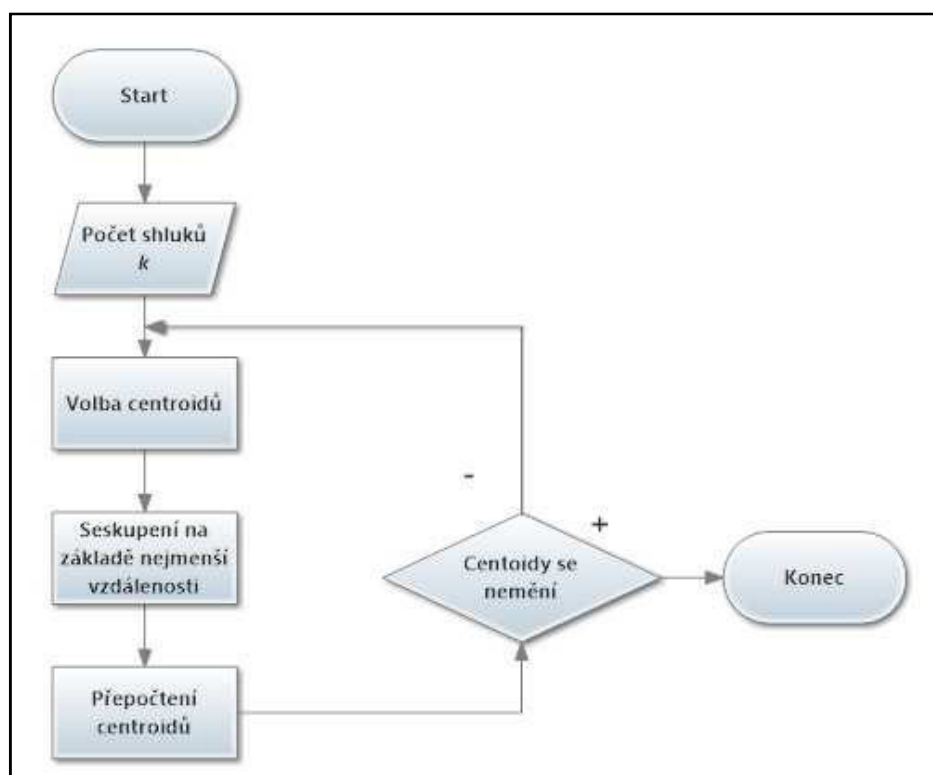 Start
Počet shluků
k
Volba centroidů
Seskupení na
základě nejmenší
vzdálenosti
Přepočtení
centroidů
-
+
Centoidy se
nemění
Konec